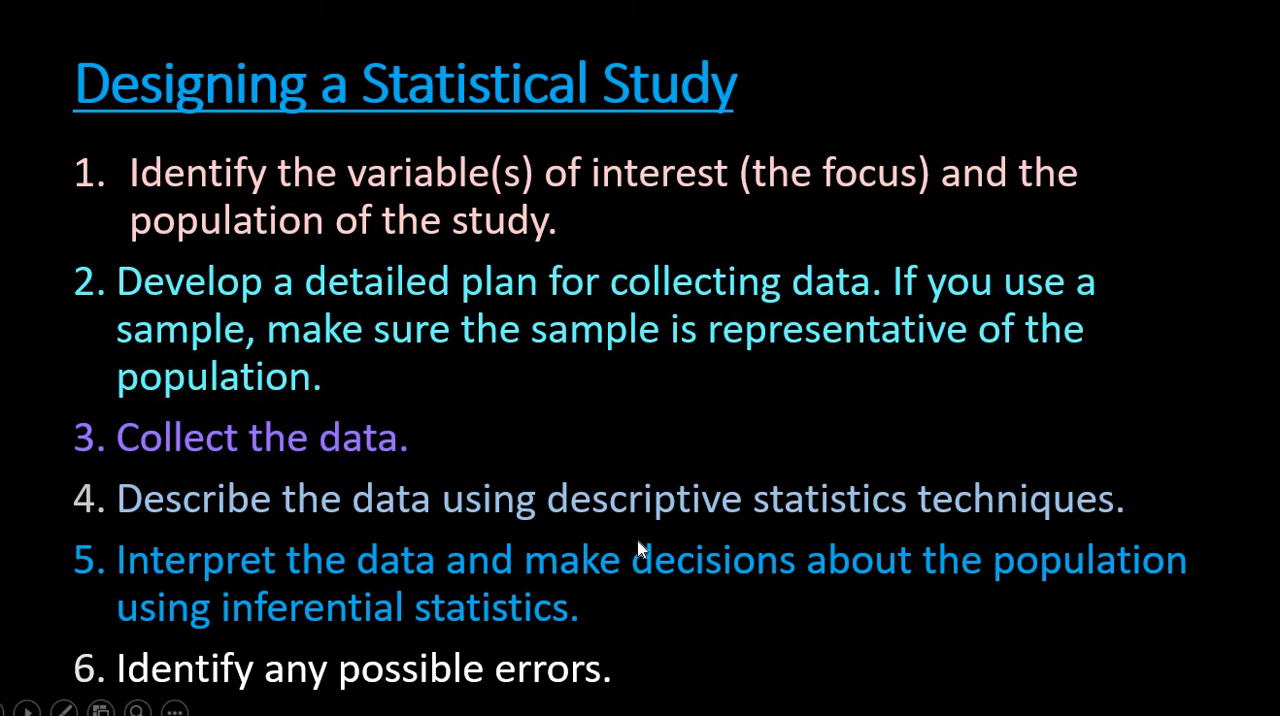 Designing a Statistical Study
1. Identify the variable(s) of interest (the focus) and the
population of the study.
2. Develop a detailed plan for collecting data. If you use a
sample, make sure the sample is representative of the
population.
3. Collect the data.
4. Describe the data using descriptive statistics techniques.
5. Interpret the data and make decisions about the population
using inferential statistics.
6. Identify any possible errors.